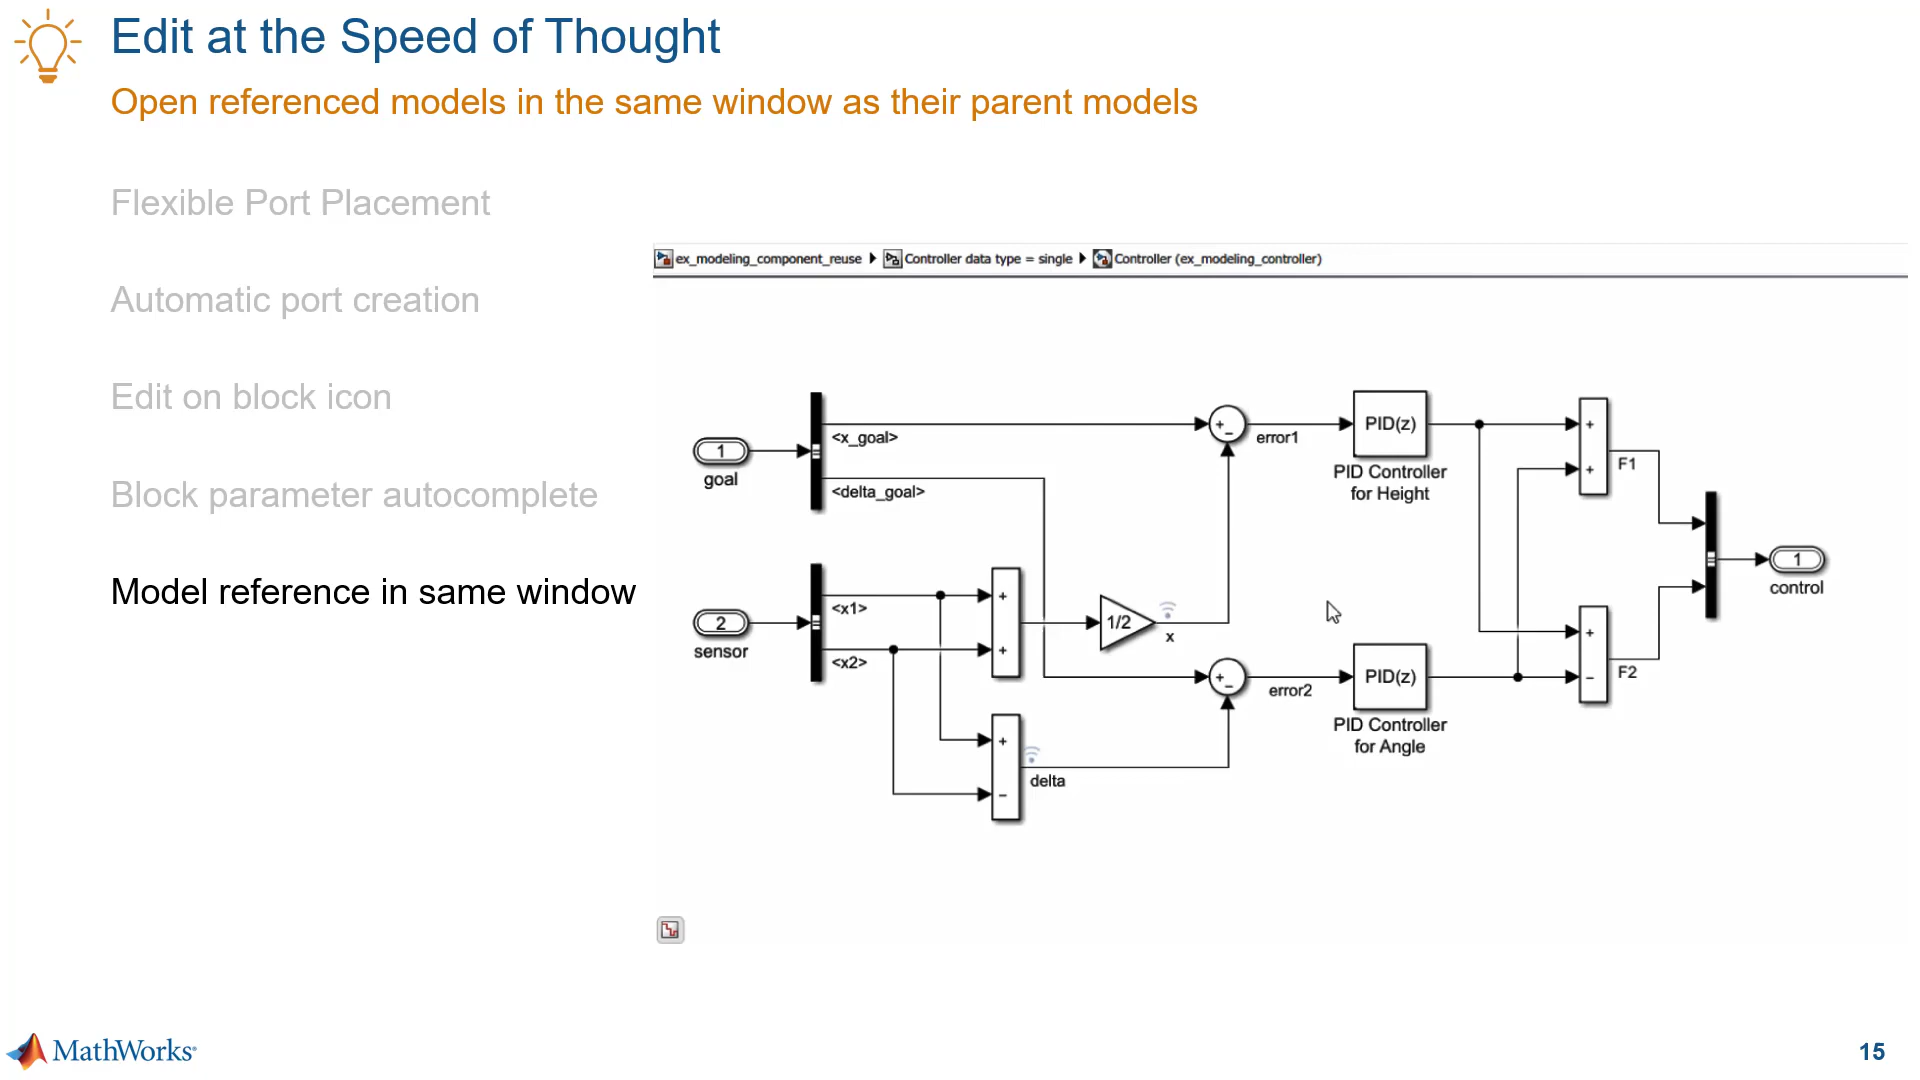 Edit at the Speed of Thought
Open referenced models in the same window as their parent models
Flexible Port Placement
Automatic port creation
Edit on block icon
Block parameter autocomplete
Model reference in same window
ex_modeling_component_reuse
Controller data type = single
Controller (ex_modeling_controller)
1
goal
<x_goal>
<delta_goal>
+
−
error1
PID(z)
PID Controller
for Height
+
+
F1
2
sensor
<x1>
<x2>
+
+
1/2
x
+
−
delta
+
−
error2
PID(z)
PID Controller
for Angle
+
−
F2
1
control
MathWorks
15